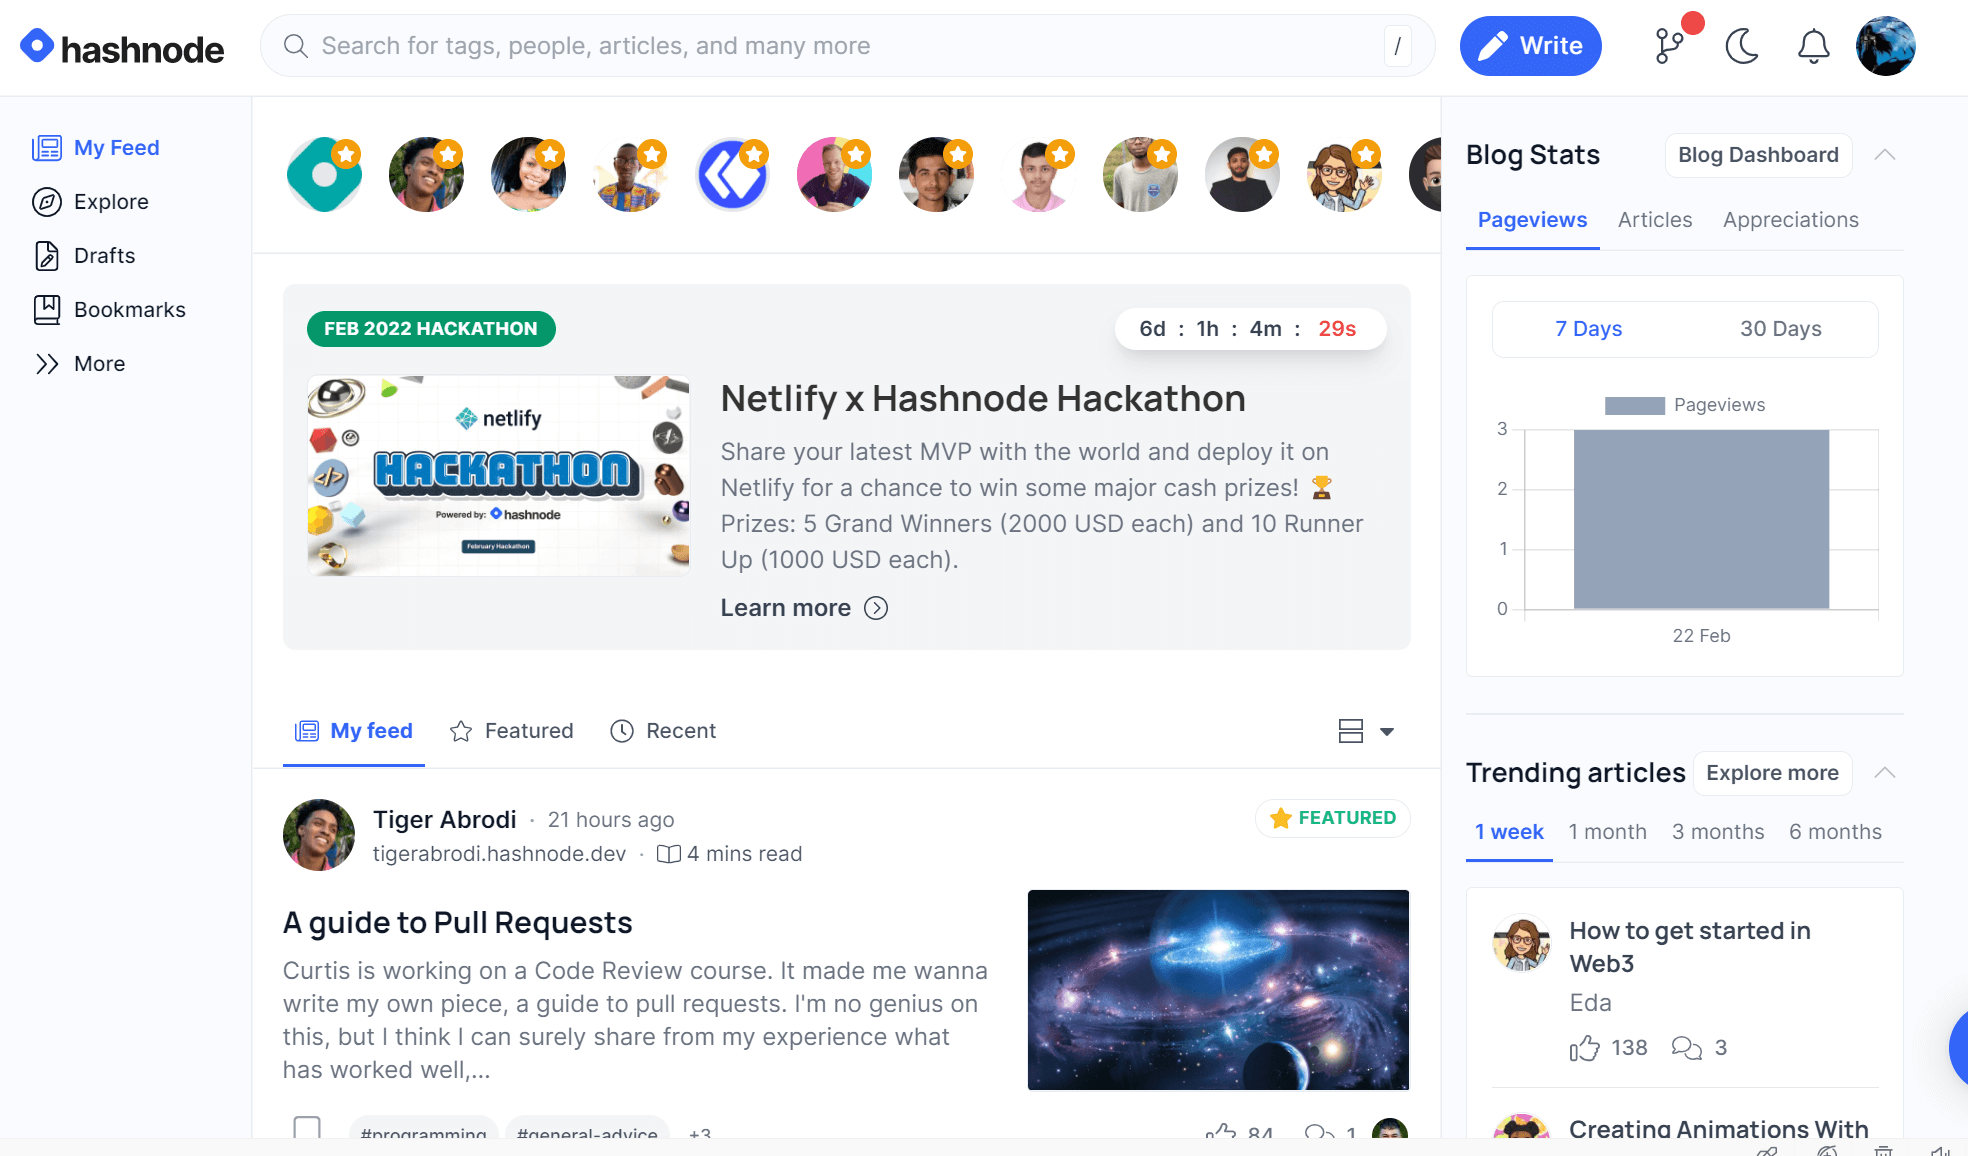 hashnode
Search for tags, people, articles, and many more
/
Write
My Feed
Explore
Drafts
Bookmarks
More
FEB 2022 HACKATHON
6d : 1h : 4m : 29s
netlify
HACKATHON
Powered by: hashnode
February Hackathon
Netlify x Hashnode Hackathon
Share your latest MVP with the world and deploy it on
Netlify for a chance to win some major cash prizes! 🏆
Prizes: 5 Grand Winners (2000 USD each) and 10 Runner
Up (1000 USD each).
Learn more
My feed
Featured
Recent
Tiger Abrodi · 21 hours ago
tigerabrodi.hashnode.dev · 4 mins read
FEATURED
A guide to Pull Requests
Curtis is working on a Code Review course. It made me wanna
write my own piece, a guide to pull requests. I'm no genius on
this, but I think I can surely share from my experience what
has worked well,...
#programming #general-advice +3
84 1
Blog Stats
Blog Dashboard
Pageviews Articles Appreciations
7 Days 30 Days
Pageviews
3
2
1
0
22 Feb
Trending articles
Explore more
1 week 1 month 3 months 6 months
How to get started in
Web3
Eda
138 3
Creating Animations With